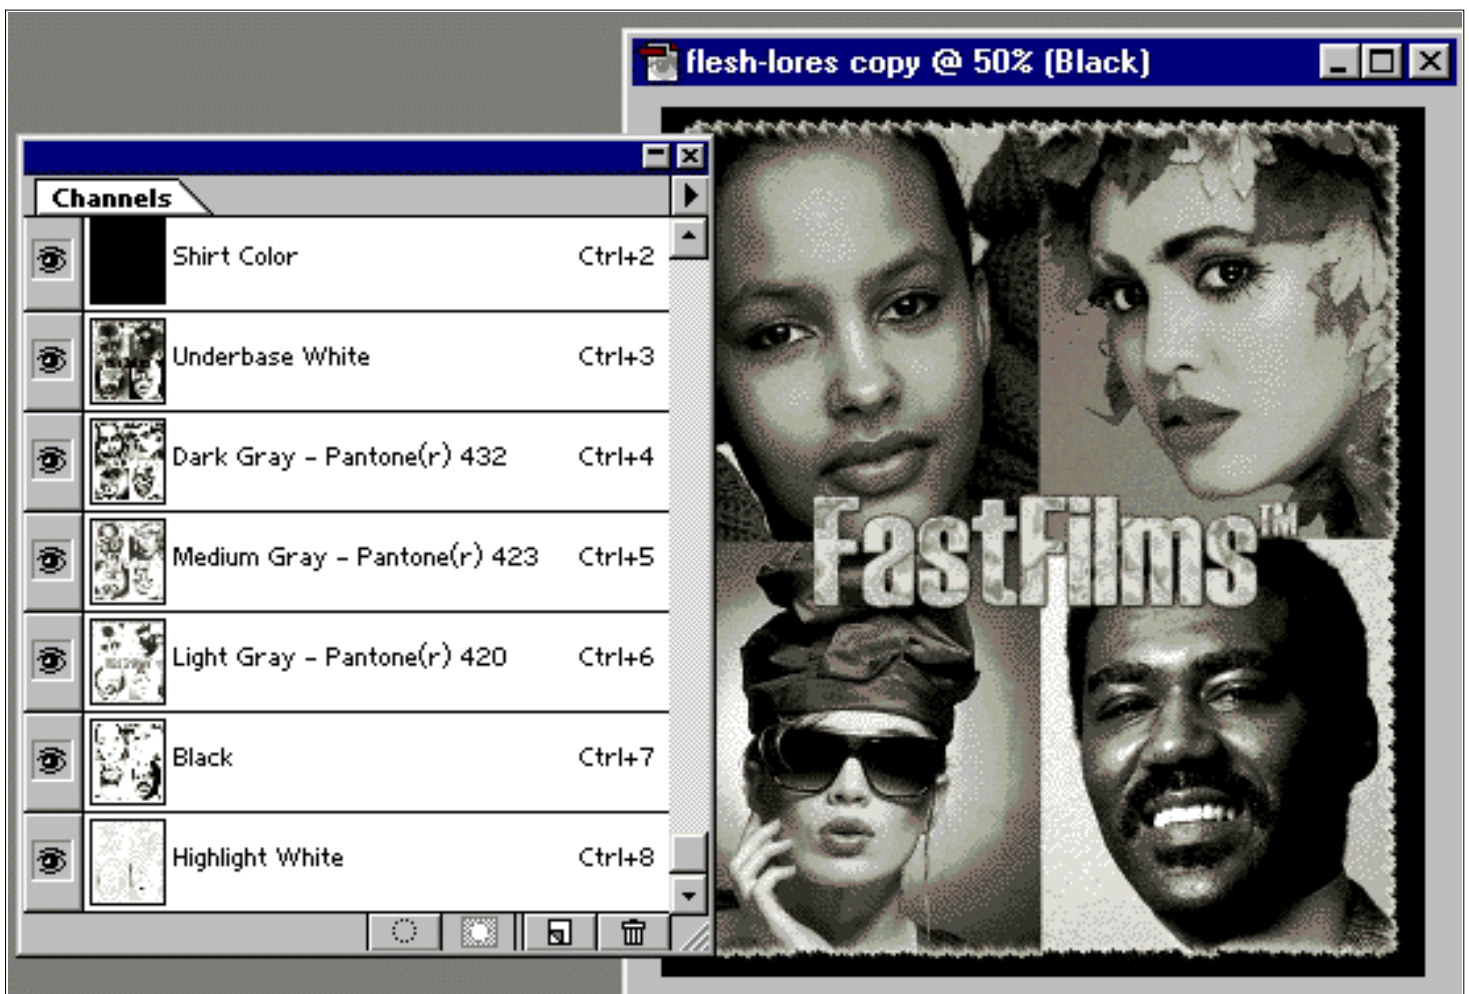 flesh-lores copy @ 50% (Black)
Channels
Shirt Color Ctrl+2
Underbase White Ctrl+3
Dark Gray - Pantone(r) 432 Ctrl+4
Medium Gray - Pantone(r) 423 Ctrl+5
Light Gray - Pantone(r) 420 Ctrl+6
Black Ctrl+7
Highlight White Ctrl+8
FastFilms™